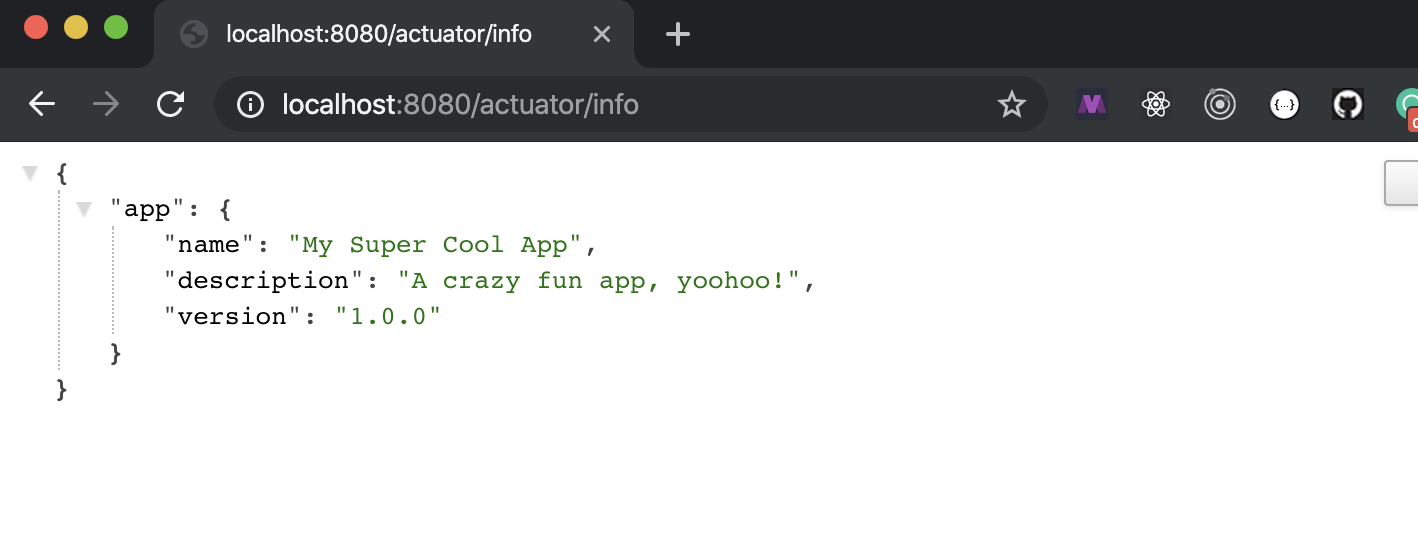 localhost:8080/actuator/info
localhost:8080/actuator/info
{…}
{
"app": {
"name": "My Super Cool App",
"description": "A crazy fun app, yoohoo!",
"version": "1.0.0"
}
}